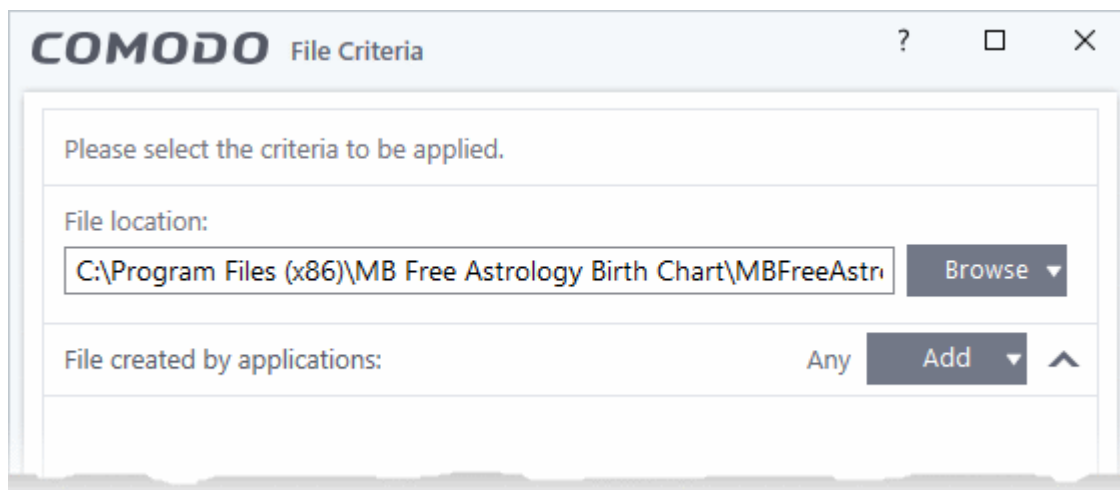 COMODO File Criteria ?
Please select the criteria to be applied.
File location:
C:\Program Files (x86)\MB Free Astrology Birth Chart\MBFreeAstr Browse
File created by applications: Any Add